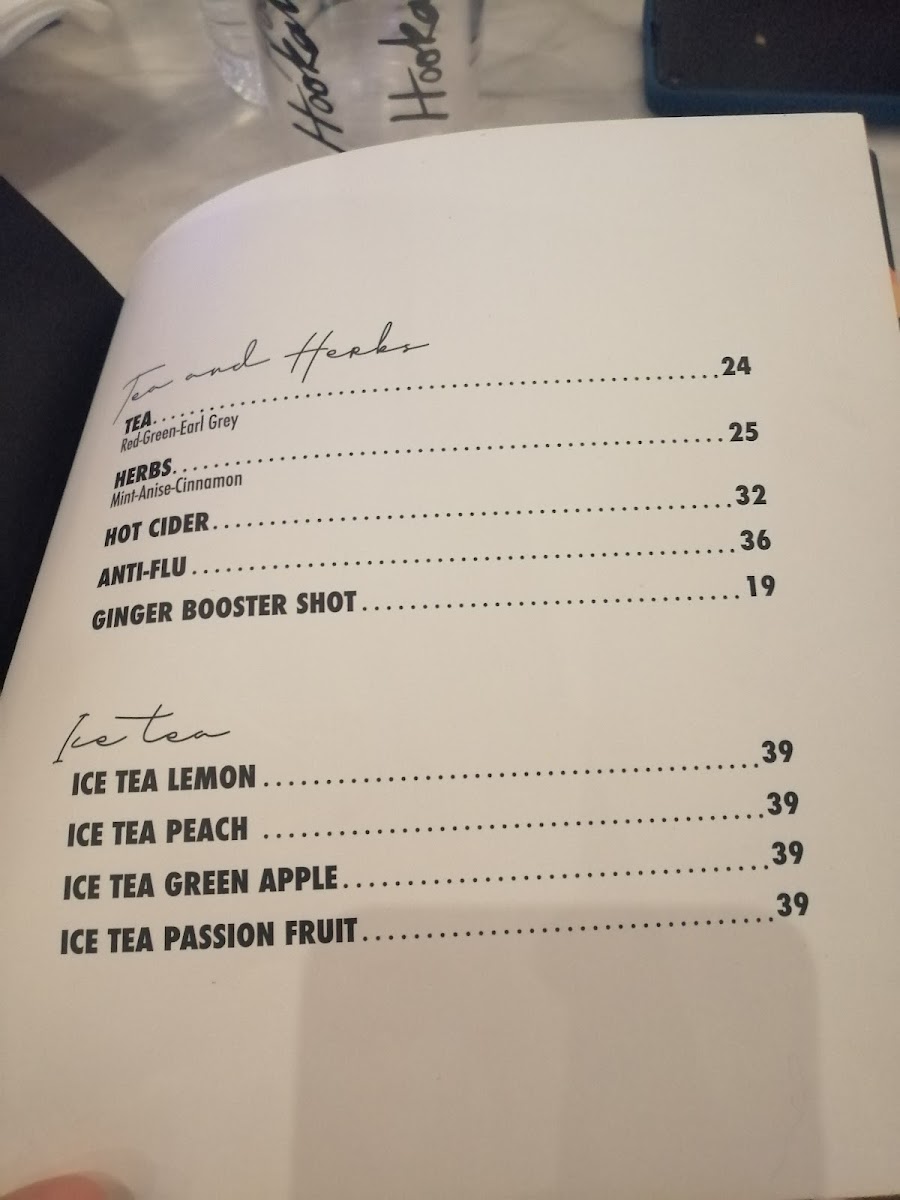 Hooka
Hooka
Tea and Herbs
TEA....................................................24
Red-Green-Earl Grey
HERBS..................................................25
Mint-Anise-Cinnamon
HOT CIDER..............................................32
ANTI-FLU...............................................36
GINGER BOOSTER SHOT....................................19
Ice tea
ICE TEA LEMON..........................................39
ICE TEA PEACH..........................................39
ICE TEA GREEN APPLE....................................39
ICE TEA PASSION FRUIT..................................39